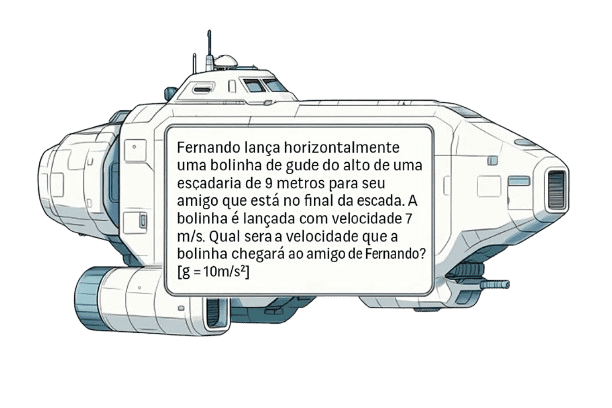 Fernando lança horizontalmente
uma bolinha de gude do alto de uma
esçadaria de 9 metros para seu
amigo que está no final da escada. A
bolinha é lançada com velocidade 7
m/s. Qual sera a velocidade que a
bolinha chegará ao amigo de Fernando?
[g = 10m/s²]